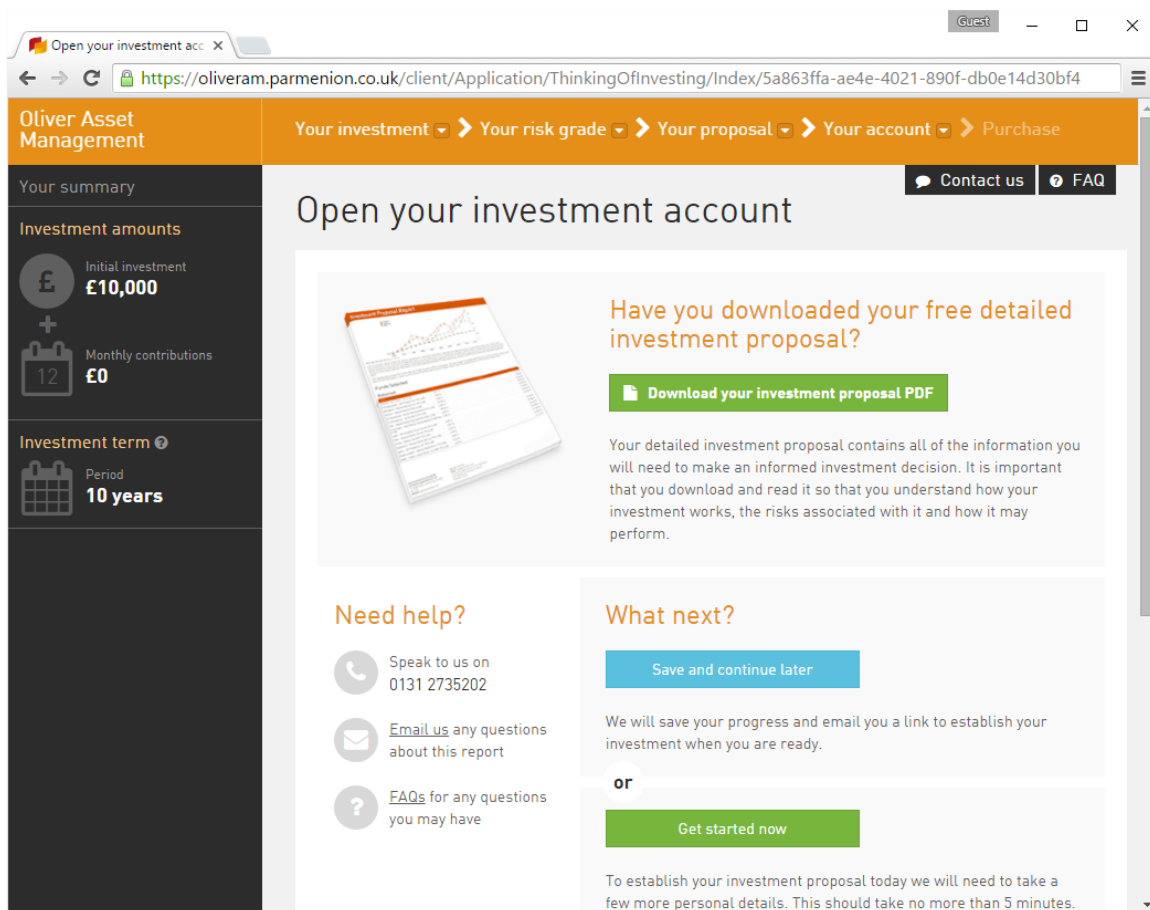 Guest
Open your investment acc
https://oliveram.parmenion.co.uk/client/Application/ThinkingOfInvesting/Index/5a863ffa-ae4e-4021-890f-db0e14d30bf4
Oliver Asset
Management
Your investment
Your risk grade
Your proposal
Your account
Purchase
Contact us
FAQ
Your summary
Investment amounts
£
Initial investment
£10,000
+
12
Monthly contributions
£0
Investment term
Period
10 years
Open your investment account
Investment Proposal Report
Have you downloaded your free detailed
investment proposal?
Download your investment proposal PDF
Your detailed investment proposal contains all of the information you
will need to make an informed investment decision. It is important
that you download and read it so that you understand how your
investment works, the risks associated with it and how it may
perform.
Need help?
Speak to us on
0131 2735202
Email us any questions
about this report
FAQs for any questions
you may have
What next?
Save and continue later
We will save your progress and email you a link to establish your
investment when you are ready.
or
Get started now
To establish your investment proposal today we will need to take a
few more personal details. This should take no more than 5 minutes.